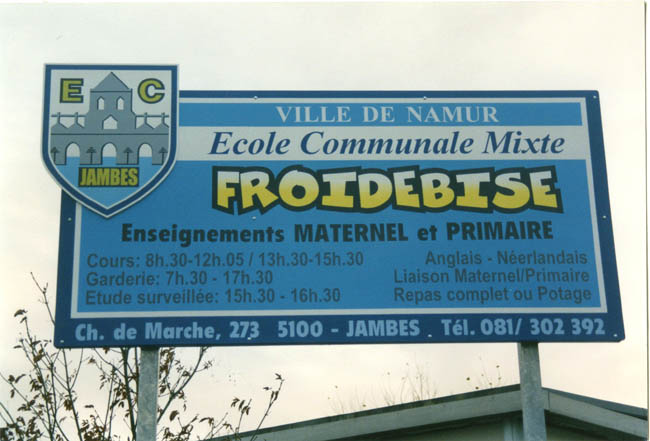 E C
JAMBES
VILLE DE NAMUR
Ecole Communale Mixte
FROIDEBISE
Enseignements MATERNEL et PRIMAIRE
Cours: 8h.30-12h.05 / 13h.30-15h.30
Anglais - Néerlandais
Garderie: 7h.30 - 17h.30
Liaison Maternel/Primaire
Etude surveillée: 15h.30 - 16h.30
Repas complet ou Potage
Ch. de Marche, 273 5100 - JAMBES Tél. 081/ 302 392